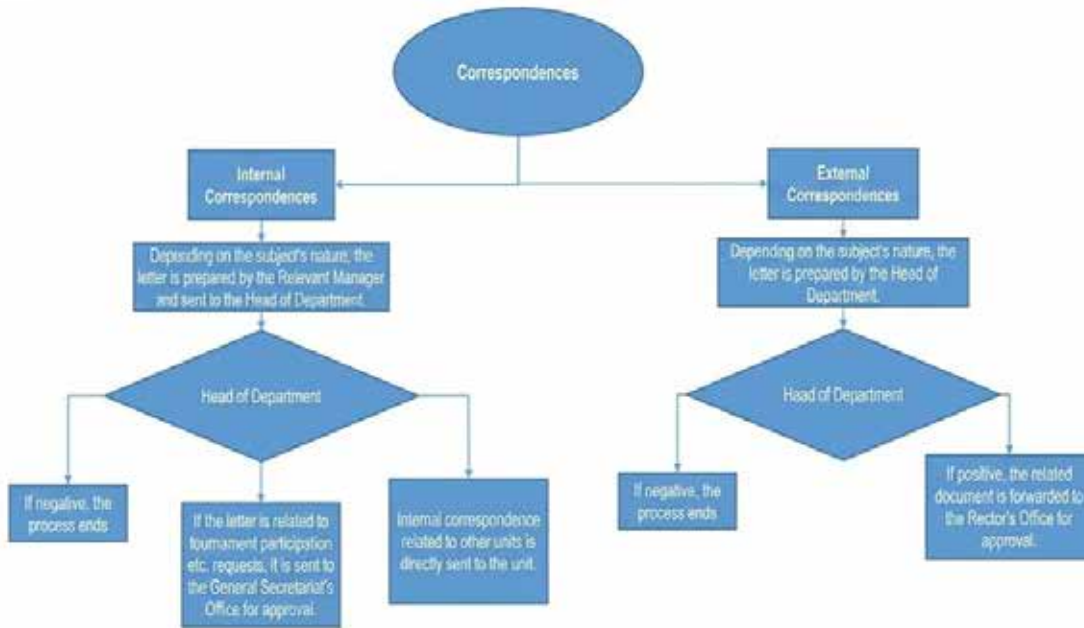 Correspondences
Internal
Correspondences
External
Correspondences
Depending on the subject's nature, the
letter is prepared by the Relevant Manager
and sent to the Head of Department.
Depending on the subject's nature, the
letter is prepared by the Head of
Department.
Head of Department
Head of Department
If negative, the
process ends
If the letter is related to
tournament participation
etc. requests, it is sent to
the General Secretariat's
Office for approval.
Internal correspondence
related to other units is
directly sent to the unit.
If negative, the
process ends
If positive, the related
document is forwarded to
the Rector's Office for
approval.